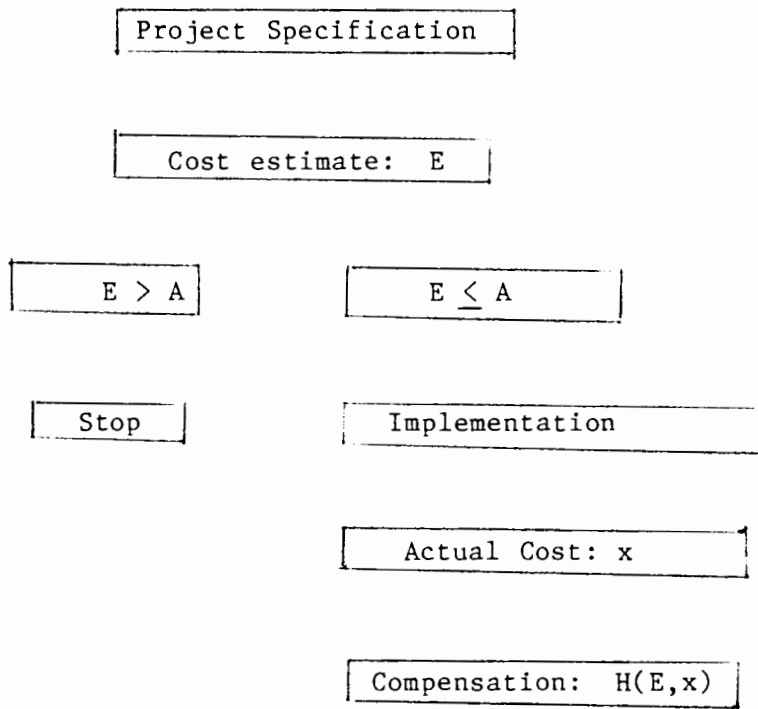 Project Specification
Cost estimate: E
E > A
E ≤ A
Stop
Implementation
Actual Cost: x
Compensation: H(E,x)